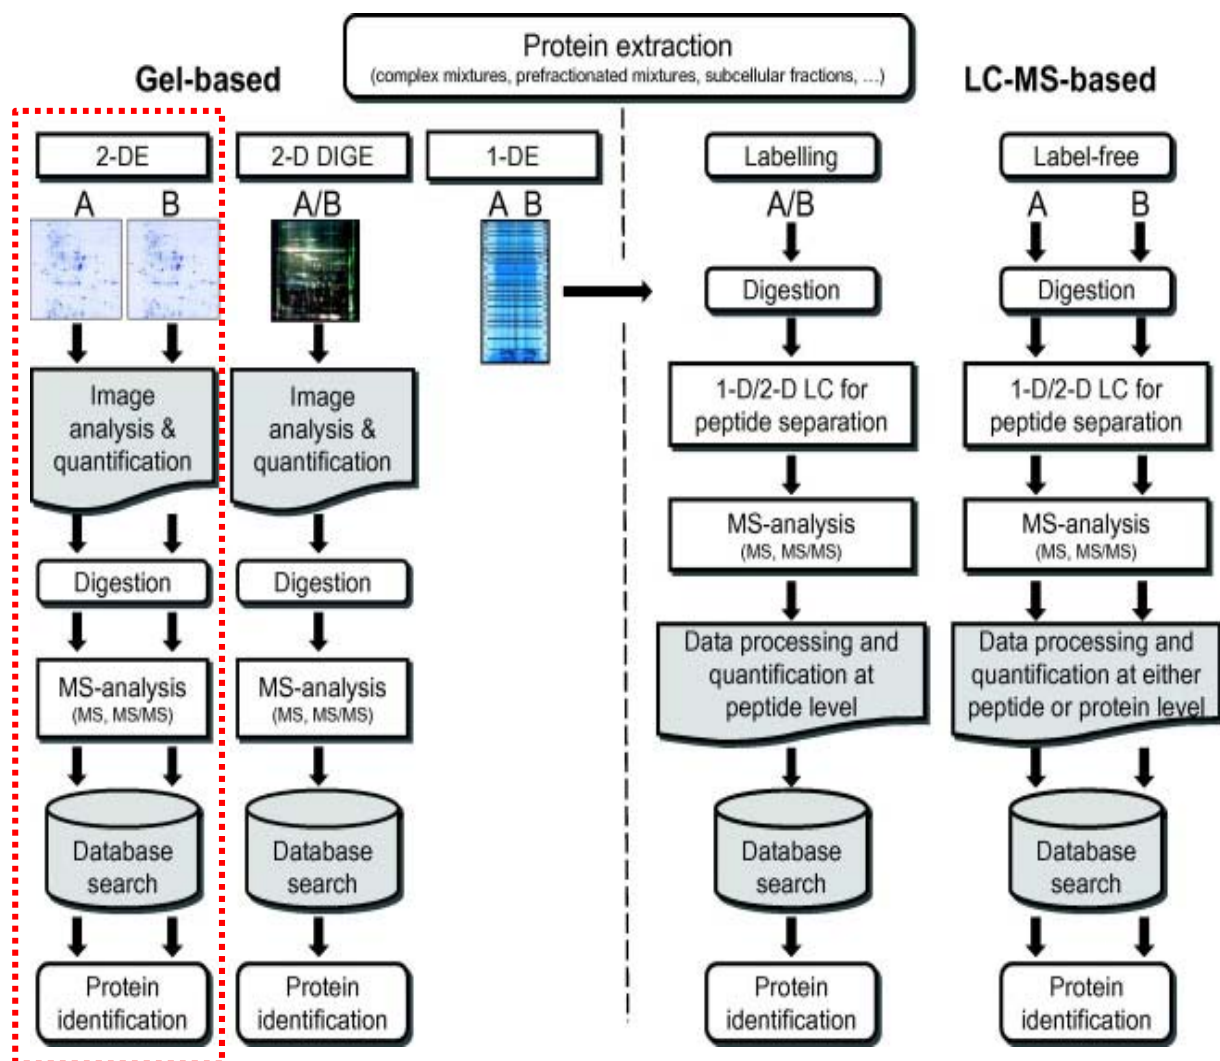 Protein extraction
(complex mixtures, prefractionated mixtures, subcellular fractions, ...)
Gel-based
LC-MS-based
2-DE
A B
Image
analysis &
quantification
Digestion
MS-analysis
(MS, MS/MS)
Database
search
Protein
identification
2-D DIGE
A/B
Image
analysis &
quantification
Digestion
MS-analysis
(MS, MS/MS)
Database
search
Protein
identification
1-DE
A B
Labelling
A/B
Digestion
1-D/2-D LC for
peptide separation
MS-analysis
(MS, MS/MS)
Data processing and
quantification at
peptide level
Database
search
Protein
identification
Label-free
A B
Digestion
1-D/2-D LC for
peptide separation
MS-analysis
(MS, MS/MS)
Data processing and
quantification at either
peptide or protein level
Database
search
Protein
identification